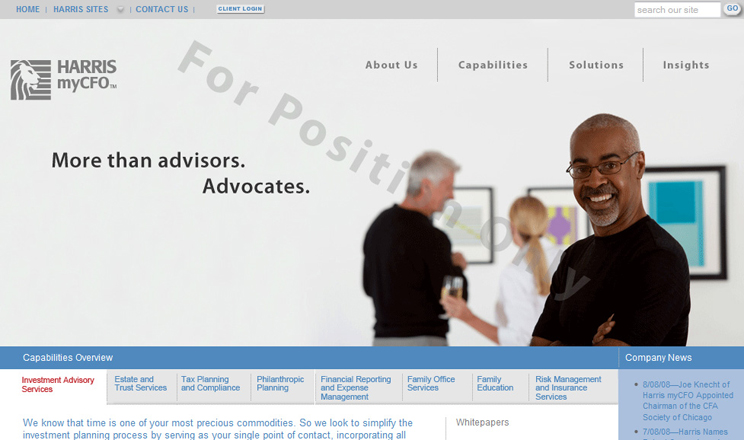 HOME | HARRIS SITES | CONTACT US | CLIENT LOGIN search our site GO
HARRIS
myCFO™
About Us | Capabilities | Solutions | Insights
For Position Only
More than advisors.
Advocates.
Capabilities Overview
Company News
Investment Advisory
Services
Estate and
Trust Services
Tax Planning
and Compliance
Philanthropic
Planning
Financial Reporting
and Expense
Management
Family Office
Services
Family
Education
Risk Management
and Insurance
Services
8/08/08—Joe Knecht of
Harris myCFO Appointed
Chairman of the CFA
Society of Chicago
7/08/08—Harris Names
We know that time is one of your most precious commodities. So we look to simplify the
investment planning process by serving as your single point of contact, incorporating all
Whitepapers